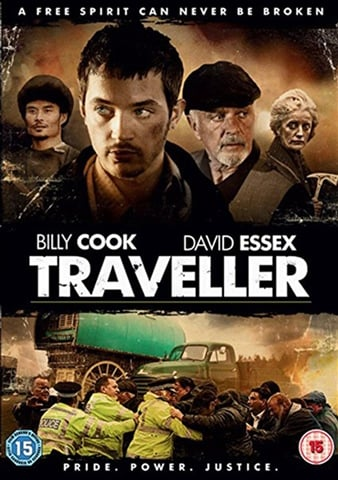 A FREE SPIRIT CAN NEVER BE BROKEN
BILLY COOK DAVID ESSEX
TRAVELLER
15 15
PRIDE. POWER. JUSTICE.